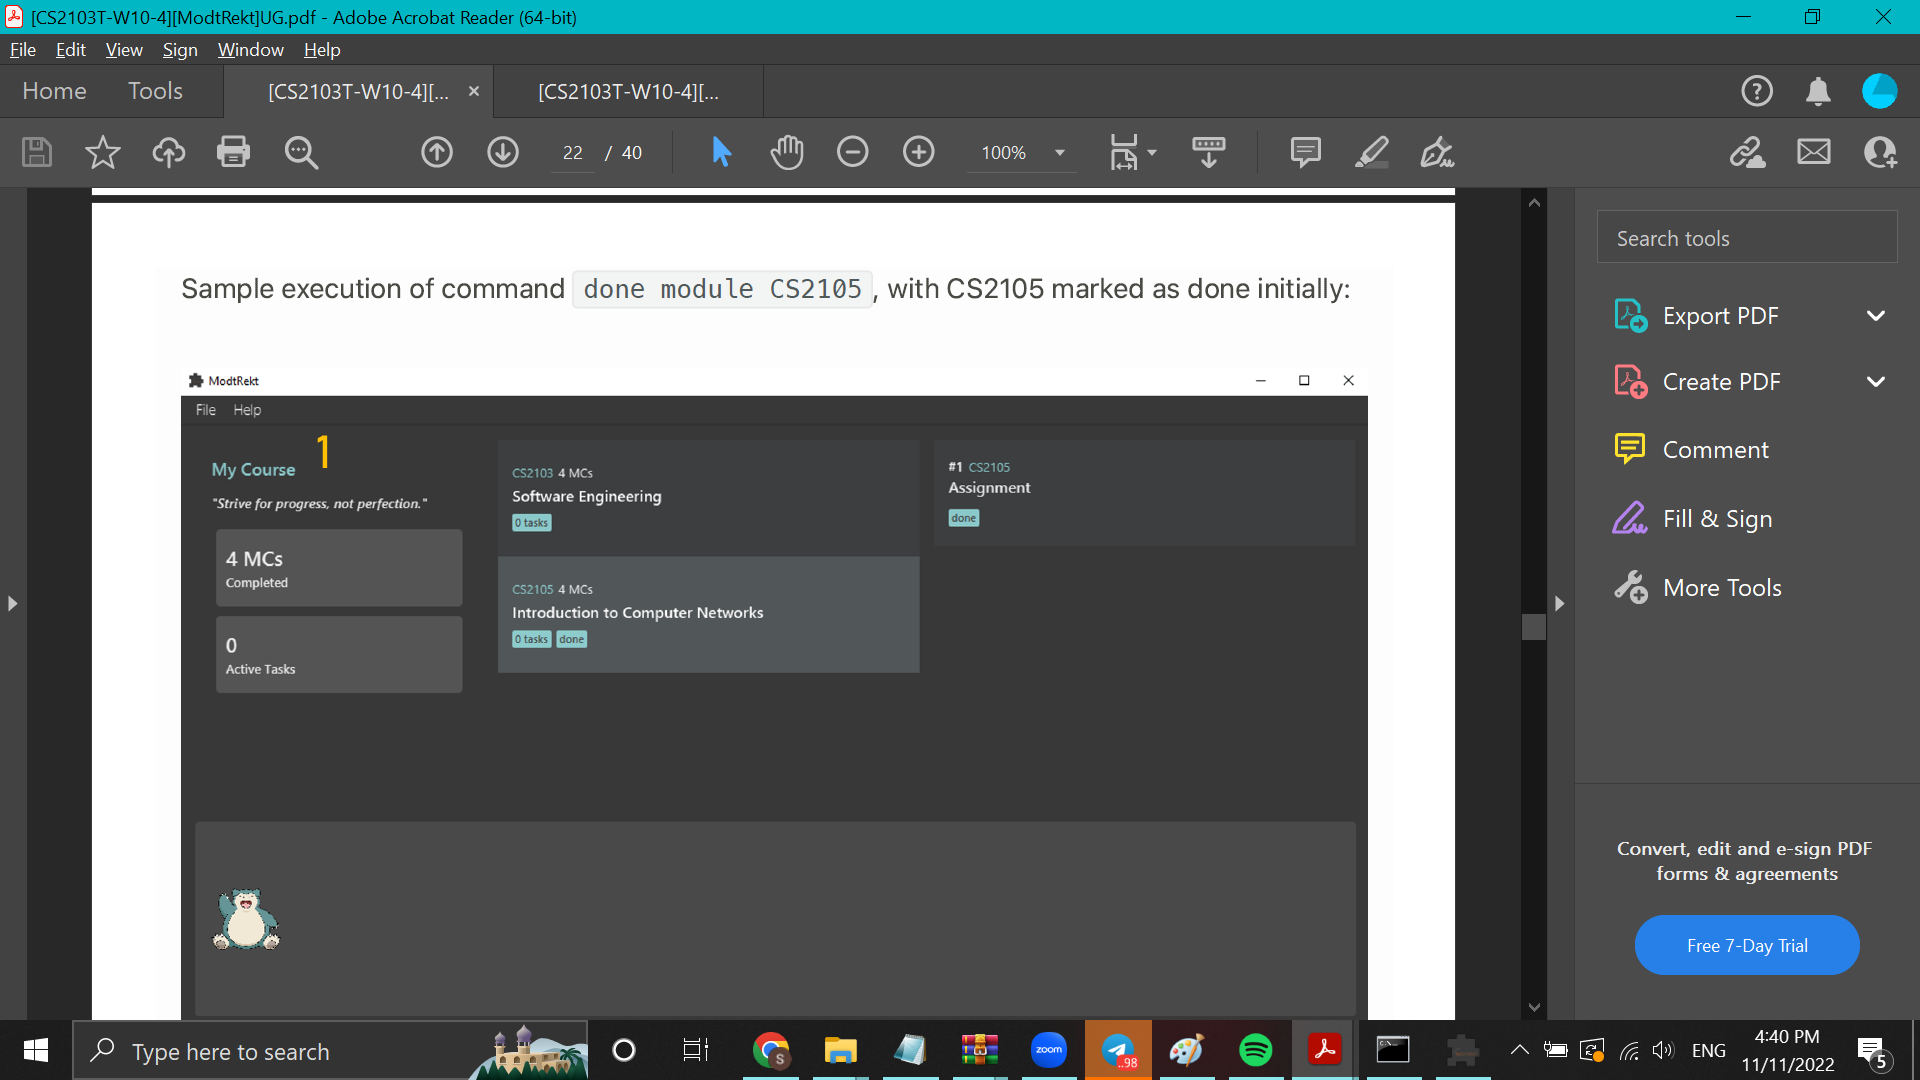 [CS2103T-W10-4][ModtRekt]UG.pdf - Adobe Acrobat Reader (64-bit)
File Edit View Sign Window Help
Home Tools [CS2103T-W10-4][... × [CS2103T-W10-4][...
22 / 40 100%
Sample execution of command done module CS2105, with CS2105 marked as done initially:
ModtRekt
File Help
1
My Course
"Strive for progress, not perfection."
4 MCs
Completed
0
Active Tasks
CS2103 4 MCs
Software Engineering
0 tasks
CS2105 4 MCs
Introduction to Computer Networks
0 tasks done
#1 CS2105
Assignment
done
Search tools
Export PDF
Create PDF
Comment
Fill & Sign
More Tools
Convert, edit and e-sign PDF
forms & agreements
Free 7-Day Trial
Type here to search
S
zoom
..98
ENG
4:40 PM
11/11/2022
5